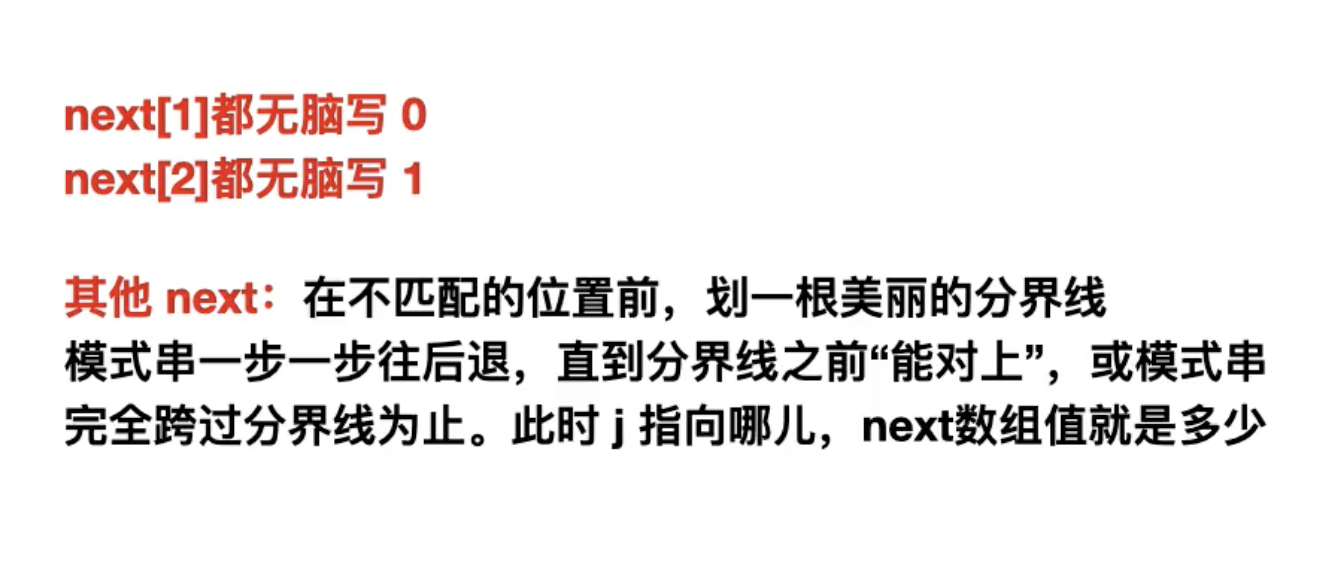 next[1]都无脑写 0
next[2]都无脑写 1
其他 next：在不匹配的位置前，划一根美丽的分界线
模式串一步一步往后退，直到分界线之前“能对上”，或模式串
完全跨过分界线为止。此时 j 指向哪儿，next数组值就是多少